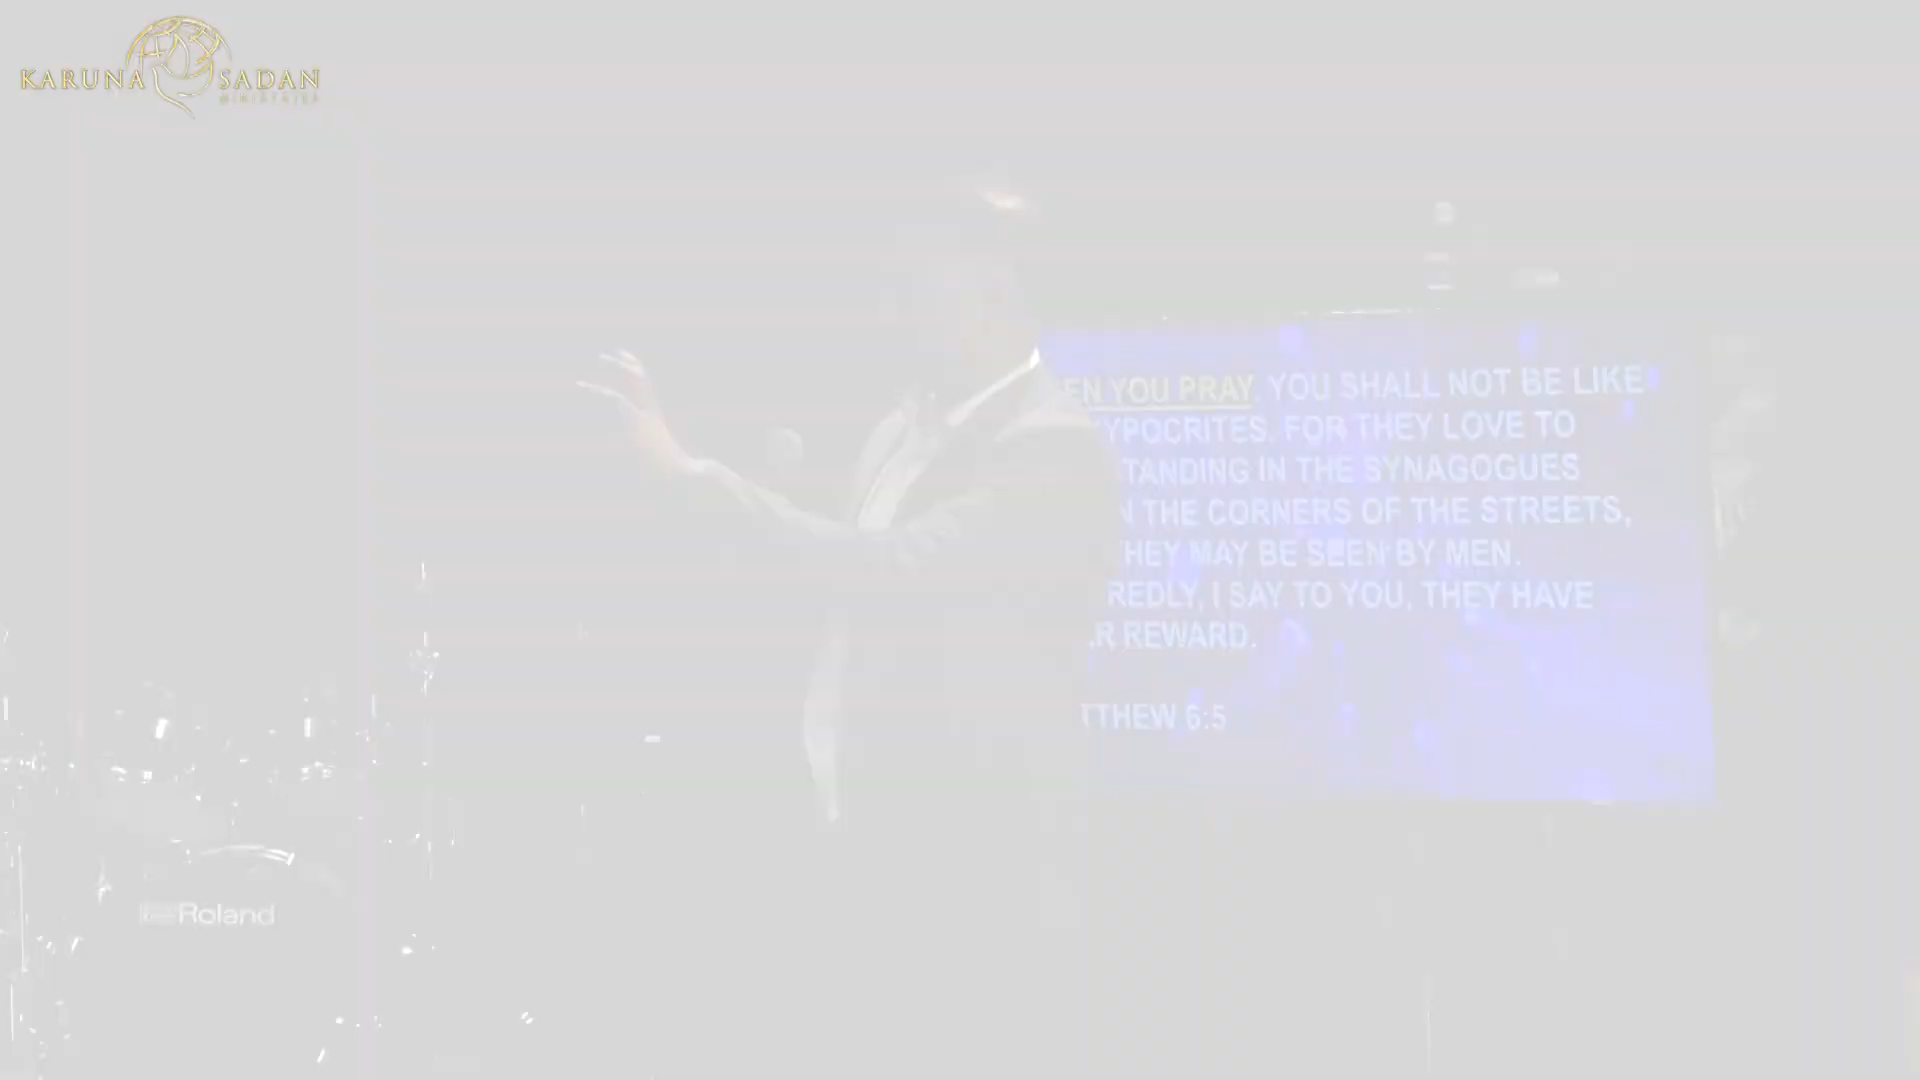 KARUNA SADAN
MINISTRIES
EN YOU PRAY, YOU SHALL NOT BE LIKE
YPOCRITES. FOR THEY LOVE TO
TANDING IN THE SYNAGOGUES
N THE CORNERS OF THE STREETS,
HEY MAY BE SEEN BY MEN.
REDLY, I SAY TO YOU, THEY HAVE
R REWARD.
TTHEW 6:5
Roland